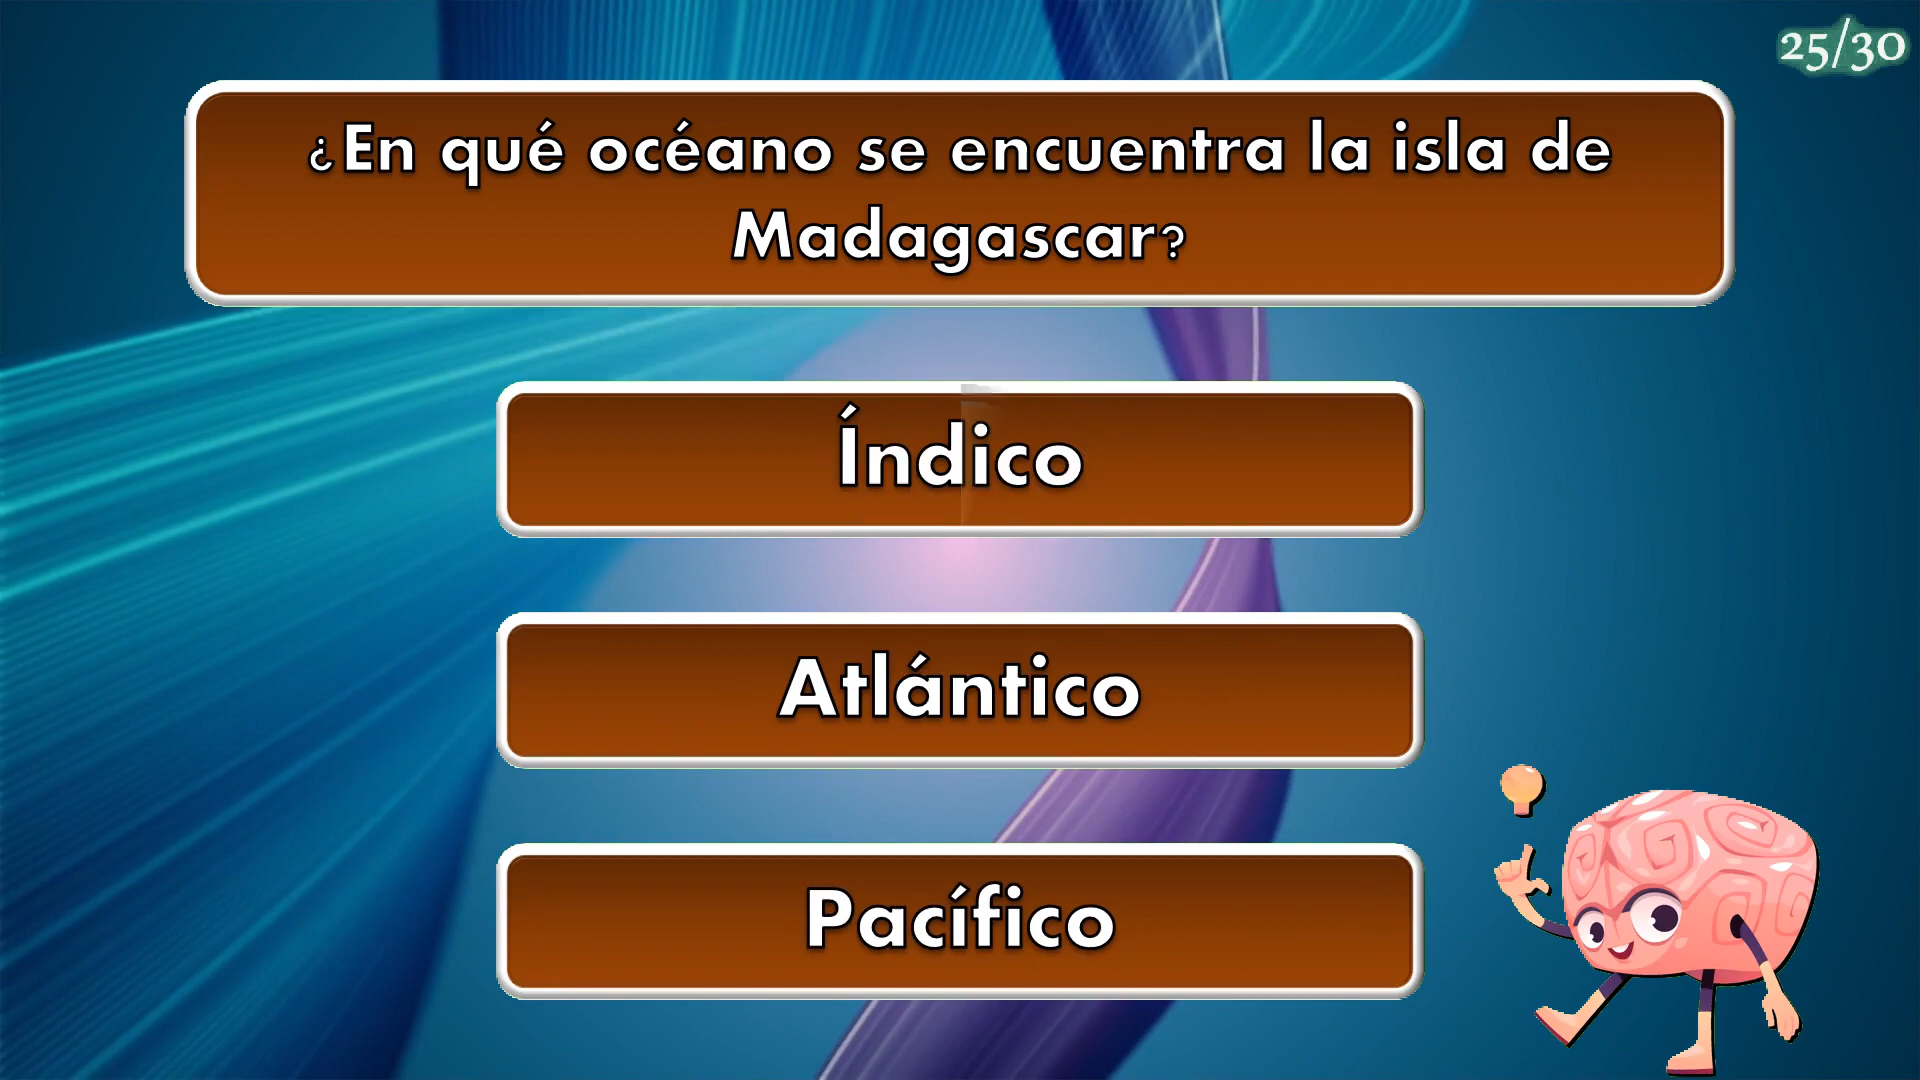 25/30
¿En qué océano se encuentra la isla de
Madagascar?
Índico
Atlántico
Pacífico